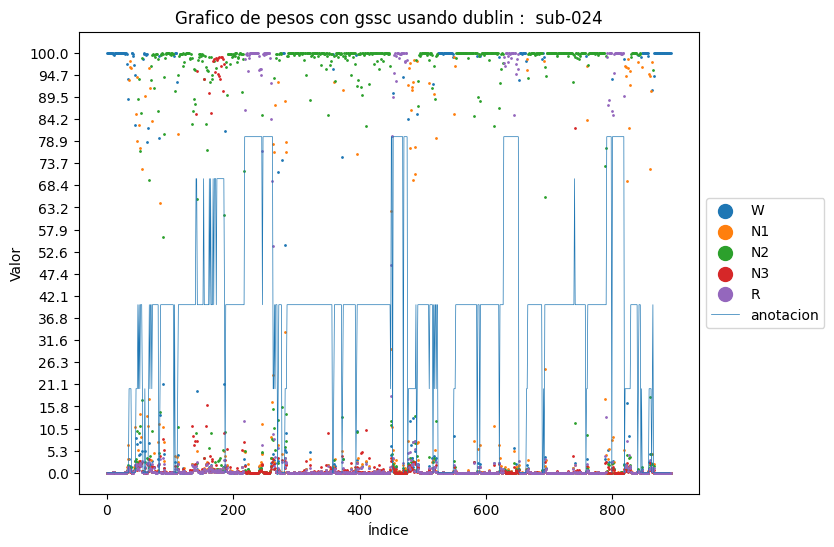 Grafico de pesos con gssc usando dublin :  sub-024
Valor
100.0
94.7
89.5
84.2
78.9
73.7
68.4
63.2
57.9
52.6
47.4
42.1
36.8
31.6
26.3
21.1
15.8
10.5
5.3
0.0
0
200
400
600
800
Índice
W
N1
N2
N3
R
anotacion